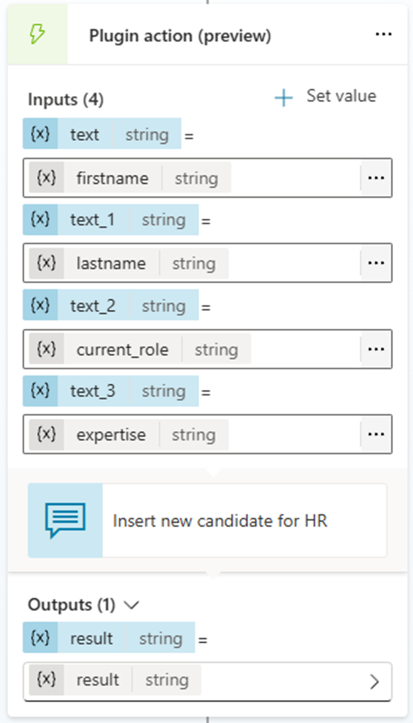 Plugin action (preview)
Inputs (4)
Set value
{x} text string =
{x} firstname string
{x} text_1 string =
{x} lastname string
{x} text_2 string =
{x} current_role string
{x} text_3 string =
{x} expertise string
Insert new candidate for HR
Outputs (1)
{x} result string =
{x} result string